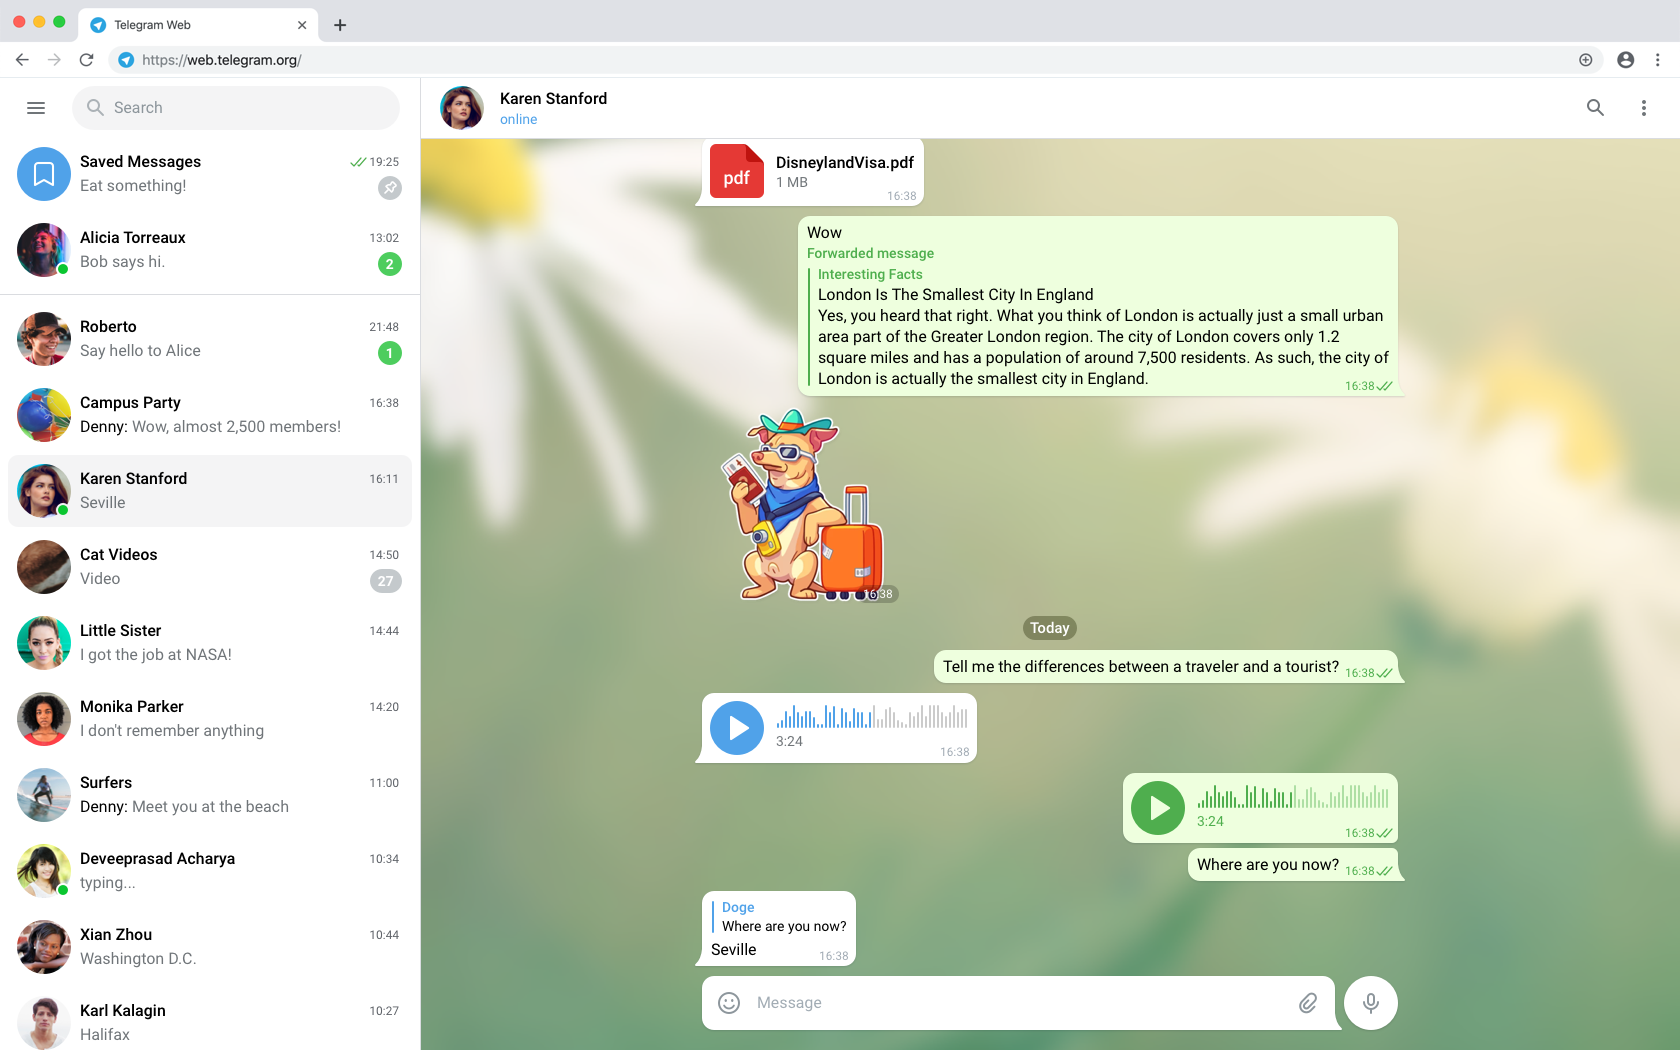 Telegram Web
https://web.telegram.org/
Search
Saved Messages
19:25
Eat something!
Alicia Torreaux
13:02
Bob says hi.
2
Roberto
21:48
Say hello to Alice
1
Campus Party
16:38
Denny: Wow, almost 2,500 members!
Karen Stanford
16:11
Seville
Cat Videos
14:50
Video
27
Little Sister
14:44
I got the job at NASA!
Monika Parker
14:20
I don't remember anything
Surfers
11:00
Denny: Meet you at the beach
Deveeprasad Acharya
10:34
typing...
Xian Zhou
10:44
Washington D.C.
Karl Kalagin
10:27
Halifax
Karen Stanford
online
pdf
DisneylandVisa.pdf
1 MB
16:38
Wow
Forwarded message
Interesting Facts
London Is The Smallest City In England
Yes, you heard that right. What you think of London is actually just a small urban
area part of the Greater London region. The city of London covers only 1.2
square miles and has a population of around 7,500 residents. As such, the city of
London is actually the smallest city in England.
16:38
16:38
Today
Tell me the differences between a traveler and a tourist?
16:38
3:24
16:38
3:24
16:38
Where are you now?
16:38
Doge
Where are you now?
Seville
16:38
Message